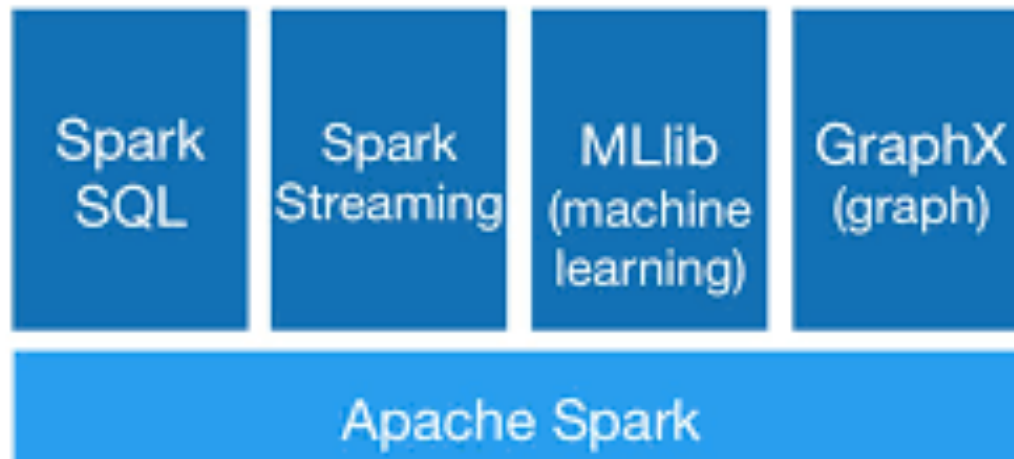 Spark
SQL
Spark
Streaming
MLlib
(machine
learning)
GraphX
(graph)
Apache Spark